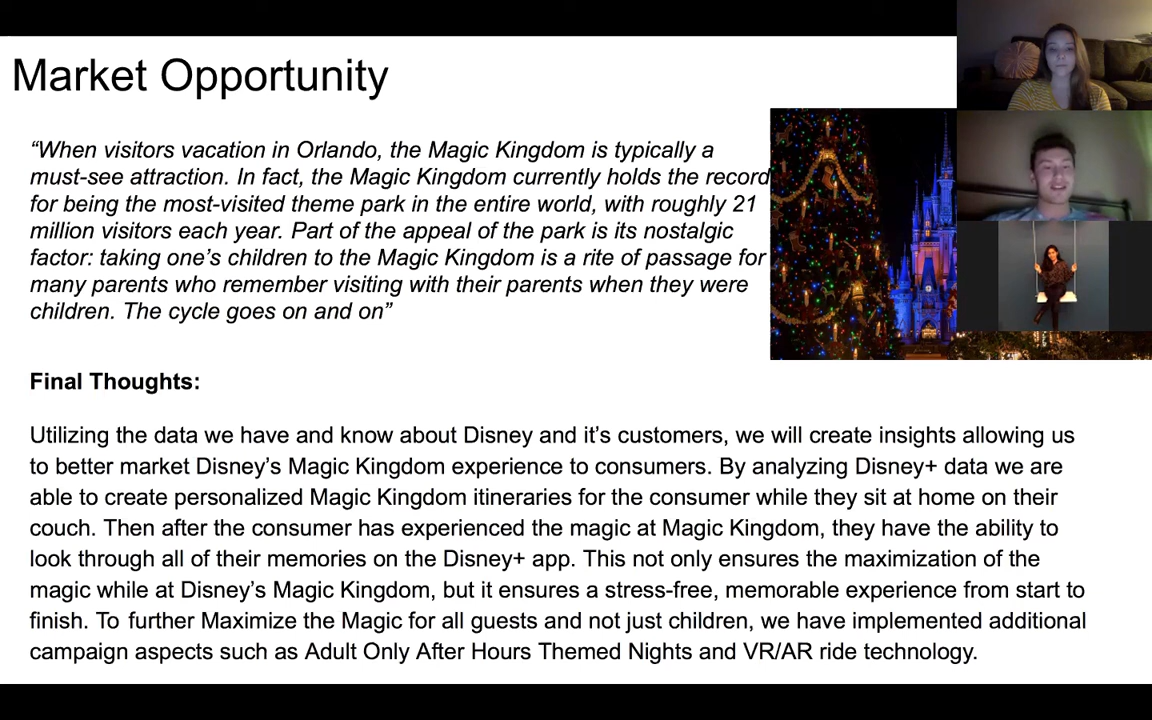 Market Opportunity
“When visitors vacation in Orlando, the Magic Kingdom is typically a
must-see attraction. In fact, the Magic Kingdom currently holds the record
for being the most-visited theme park in the entire world, with roughly 21
million visitors each year. Part of the appeal of the park is its nostalgic
factor: taking one’s children to the Magic Kingdom is a rite of passage for
many parents who remember visiting with their parents when they were
children. The cycle goes on and on”
Final Thoughts:
Utilizing the data we have and know about Disney and it’s customers, we will create insights allowing us
to better market Disney’s Magic Kingdom experience to consumers. By analyzing Disney+ data we are
able to create personalized Magic Kingdom itineraries for the consumer while they sit at home on their
couch. Then after the consumer has experienced the magic at Magic Kingdom, they have the ability to
look through all of their memories on the Disney+ app. This not only ensures the maximization of the
magic while at Disney’s Magic Kingdom, but it ensures a stress-free, memorable experience from start to
finish. To further Maximize the Magic for all guests and not just children, we have implemented additional
campaign aspects such as Adult Only After Hours Themed Nights and VR/AR ride technology.